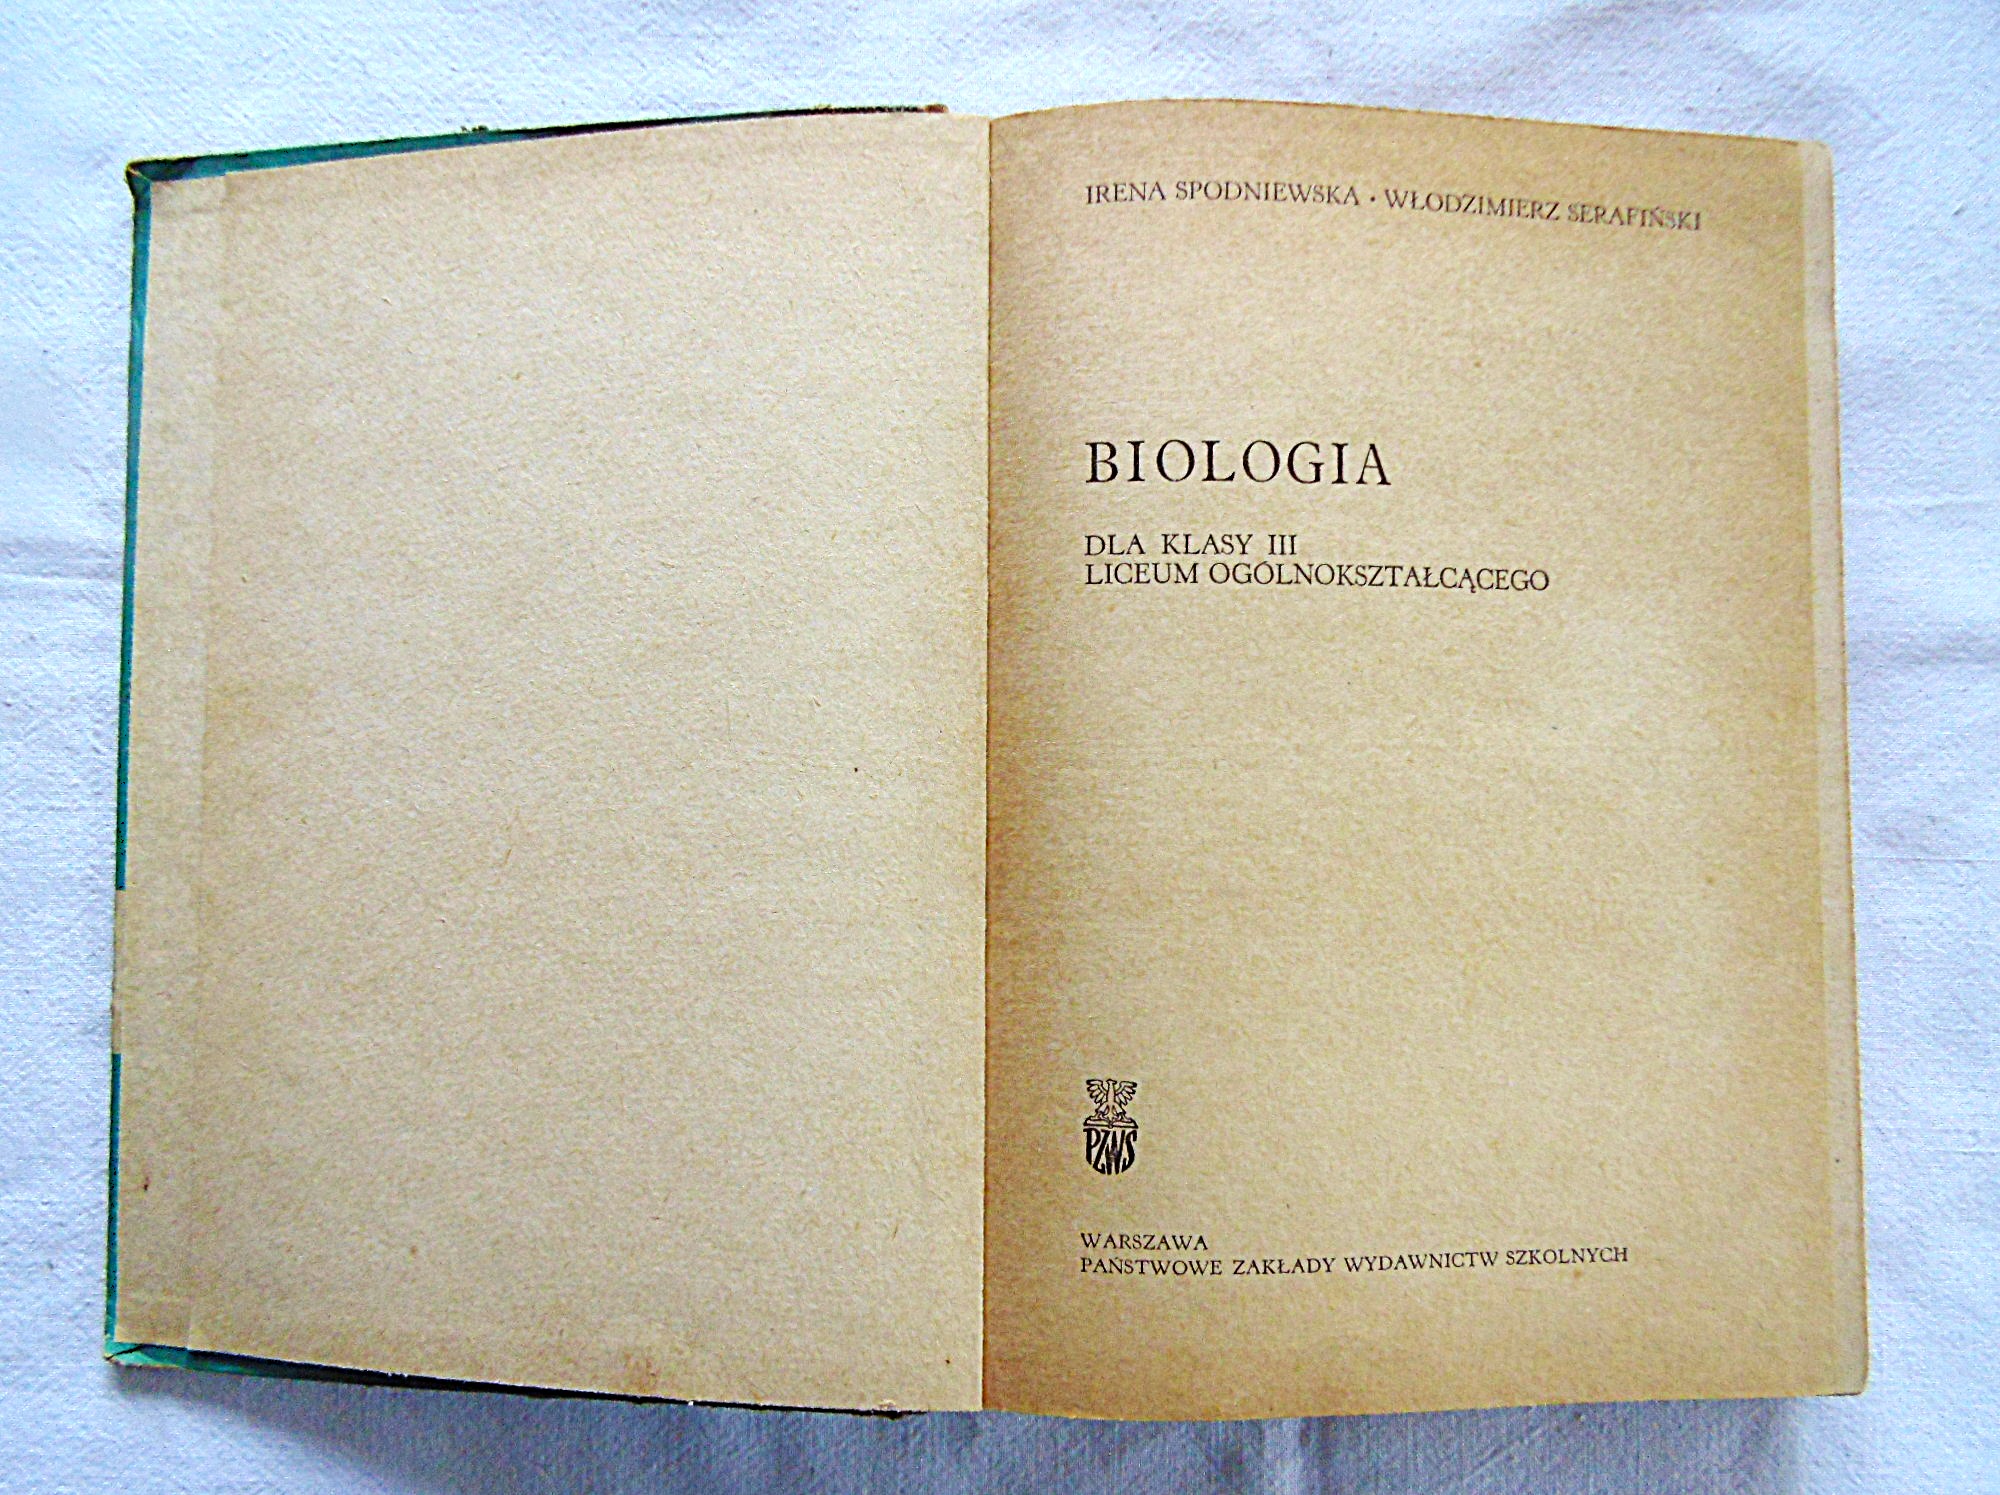 IRENA SPODNIEWSKA · WŁODZIMIERZ SERAFIŃSKI
BIOLOGIA
DLA KLASY III
LICEUM OGÓLNOKSZTAŁCĄCEGO
PZWS
WARSZAWA
PAŃSTWOWE ZAKŁADY WYDAWNICTW SZKOLNYCH